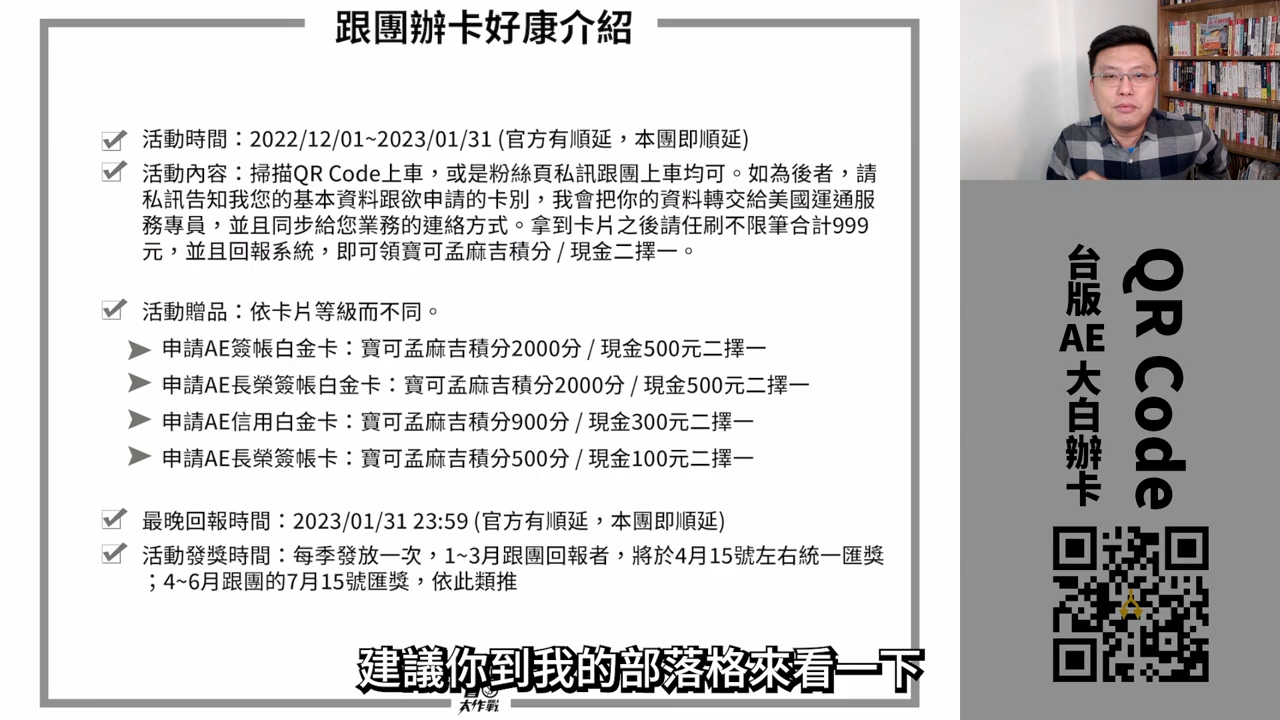 跟團辦卡好康介紹
活動時間：2022/12/01~2023/01/31 (官方有順延，本團即順延)
活動內容：掃描QR Code上車，或是粉絲頁私訊跟團上車均可。如為後者，請
私訊告知我您的基本資料跟欲申請的卡別，我會把你的資料轉交給美國運通服
務專員，並且同步給您業務的連絡方式。拿到卡片之後請任刷不限筆合計999
元，並且回報系統，即可領寶可孟麻吉積分 / 現金二擇一。
活動贈品：依卡片等級而不同。
申請AE簽帳白金卡：寶可孟麻吉積分2000分 / 現金500元二擇一
申請AE長榮簽帳白金卡：寶可孟麻吉積分2000分 / 現金500元二擇一
申請AE信用白金卡：寶可孟麻吉積分900分 / 現金300元二擇一
申請AE長榮簽帳卡：寶可孟麻吉積分500分 / 現金100元二擇一
最晚回報時間：2023/01/31 23:59 (官方有順延，本團即順延)
活動發獎時間：每季發放一次，1~3月跟團回報者，將於4月15號左右統一匯獎
；4~6月跟團的7月15號匯獎，依此類推
建議你到我的部落格來看一下
大作戰
QR Code
台版AE大白辦卡